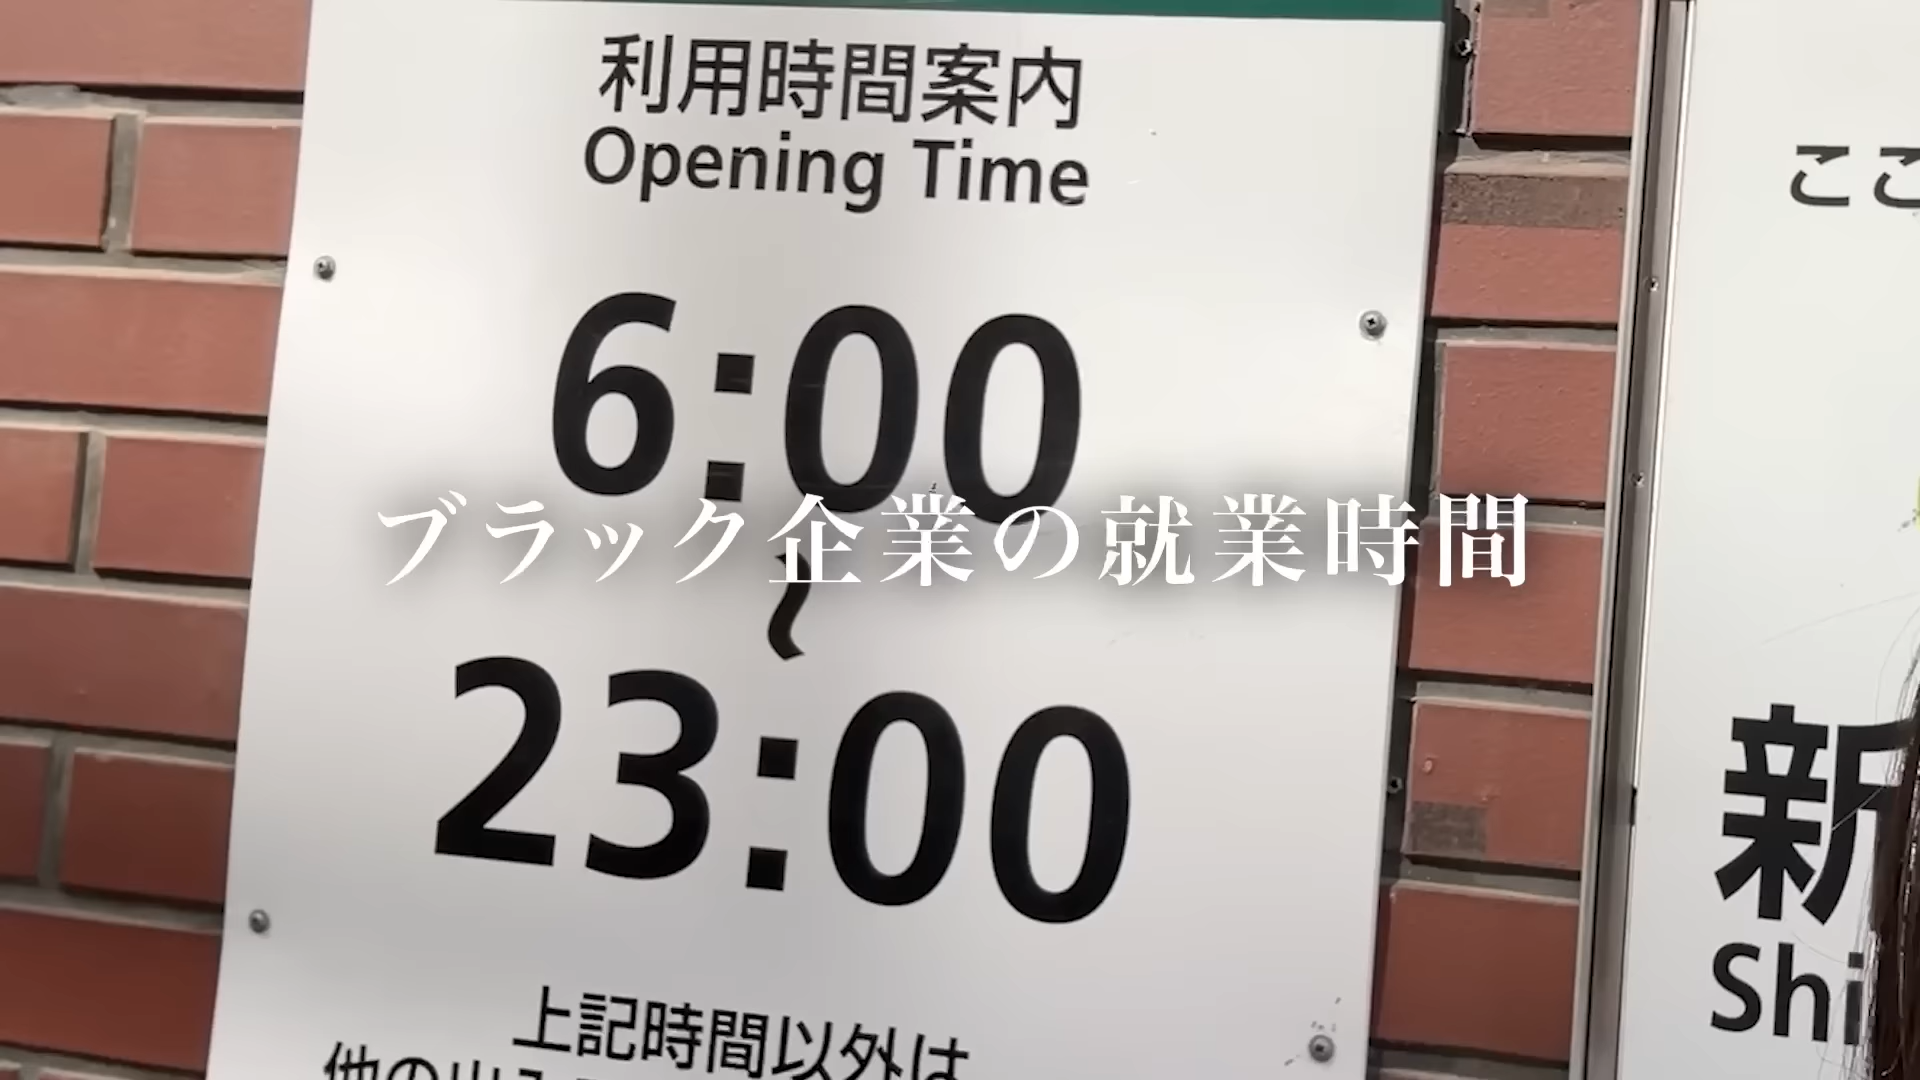 利用時間案内
Opening Time
6:00
~
23:00
ブラック企業の就業時間
上記時間以外は
ここ
新
Shi